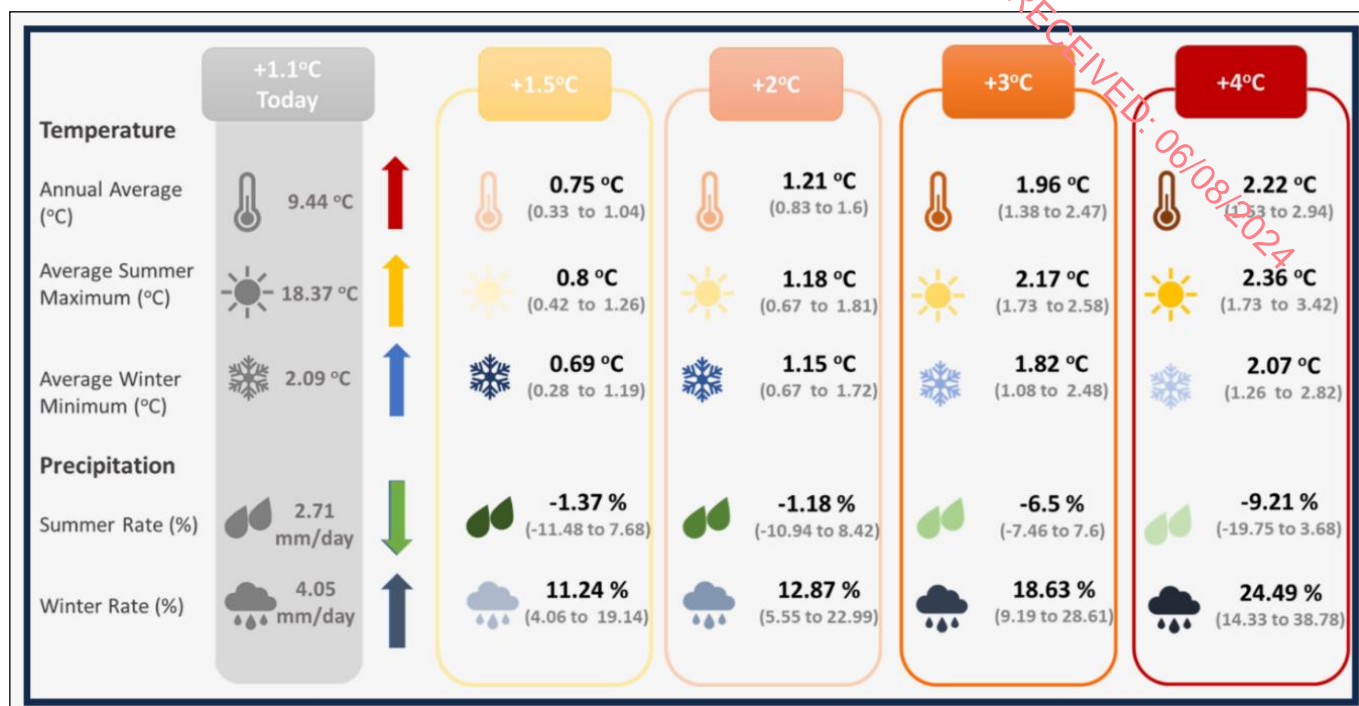 RECEIVED: 06/08/2024
+1.1°C
Today
+1.5°C
+2°C
+3°C
+4°C
Temperature
Annual Average
(°C)
9.44 °C
0.75 °C
(0.33 to 1.04)
1.21 °C
(0.83 to 1.6)
1.96 °C
(1.38 to 2.47)
2.22 °C
(1.53 to 2.94)
Average Summer
Maximum (°C)
18.37 °C
0.8 °C
(0.42 to 1.26)
1.18 °C
(0.67 to 1.81)
2.17 °C
(1.73 to 2.58)
2.36 °C
(1.73 to 3.42)
Average Winter
Minimum (°C)
2.09 °C
0.69 °C
(0.28 to 1.19)
1.15 °C
(0.67 to 1.72)
1.82 °C
(1.08 to 2.48)
2.07 °C
(1.26 to 2.82)
Precipitation
Summer Rate (%)
2.71
mm/day
-1.37 %
(-11.48 to 7.68)
-1.18 %
(-10.94 to 8.42)
-6.5 %
(-7.46 to 7.6)
-9.21 %
(-19.75 to 3.68)
Winter Rate (%)
4.05
mm/day
11.24 %
(4.06 to 19.14)
12.87 %
(5.55 to 22.99)
18.63 %
(9.19 to 28.61)
24.49 %
(14.33 to 38.78)